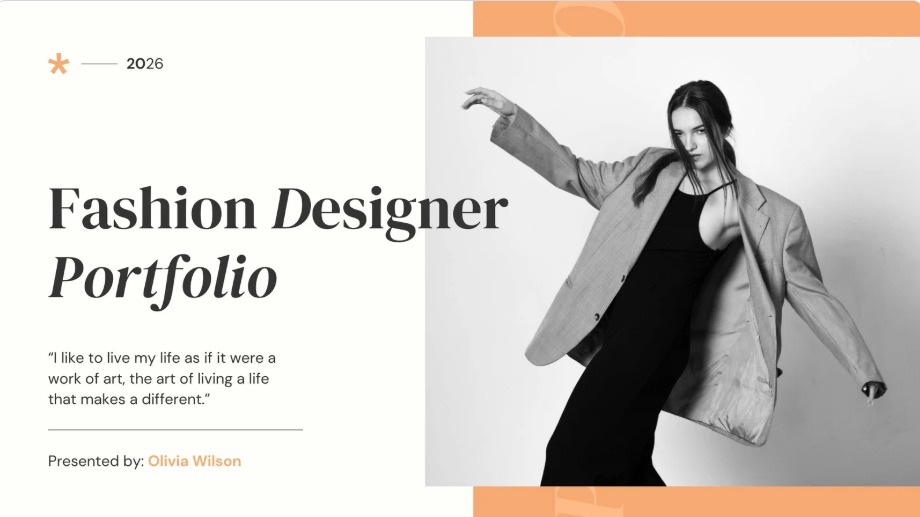 2026
Fashion Designer
Portfolio
“I like to live my life as if it were a
work of art, the art of living a life
that makes a different.”
Presented by: Olivia Wilson